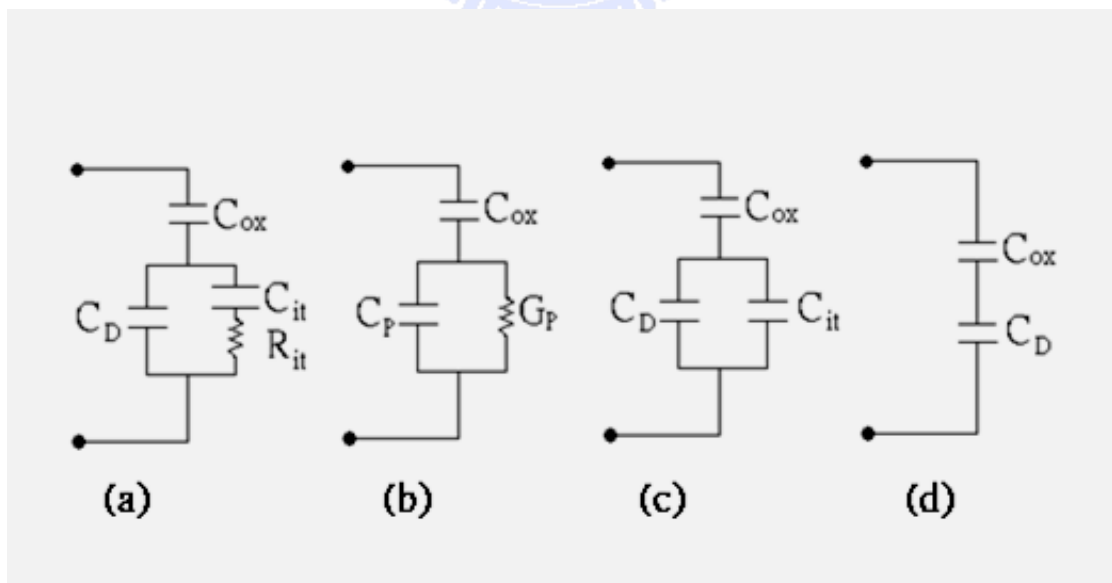 Cox Cox Cox
Cox
CD Cit CP GP CD Cit CD
Rit
(a) (b) (c) (d)